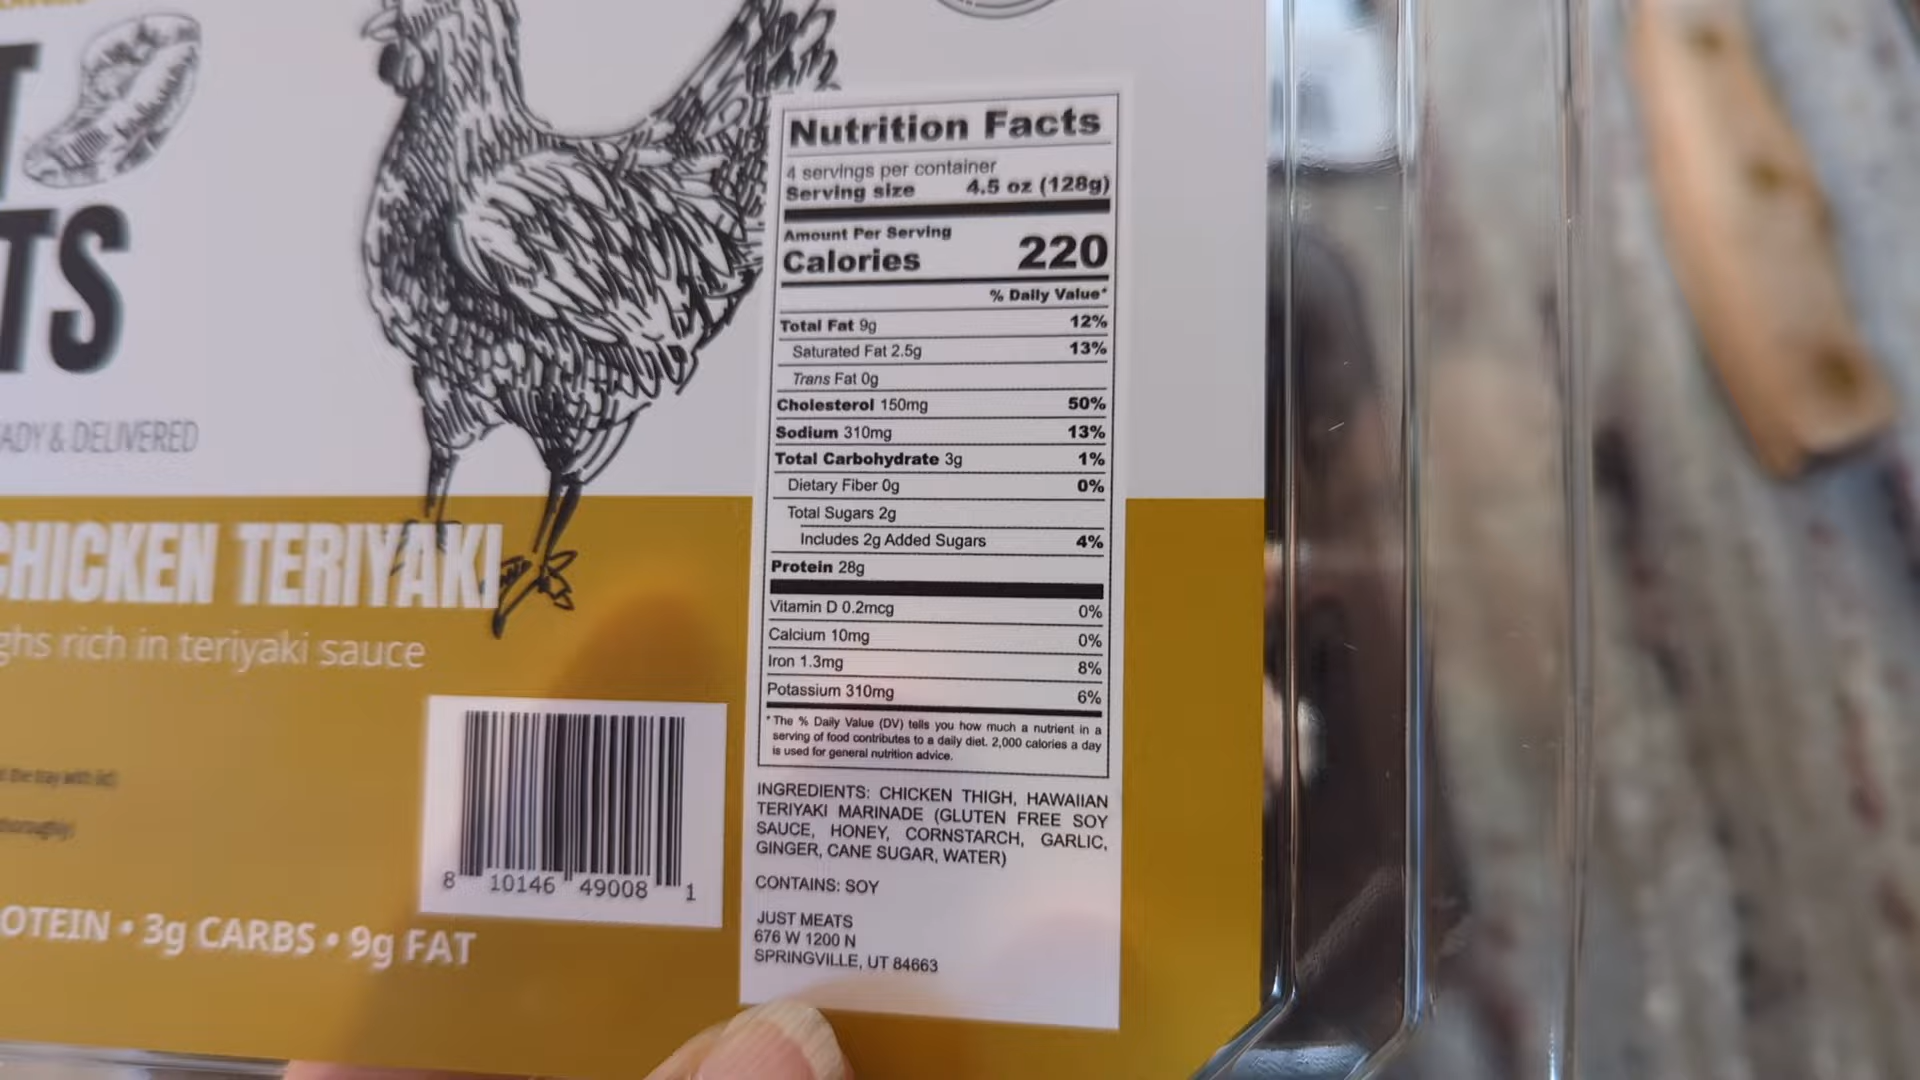 T
TS
ADY & DELIVERED
CHICKEN TERIYAKI
ghs rich in teriyaki sauce
8 10146 49008 1
OTEIN • 3g CARBS • 9g FAT
Nutrition Facts
4 servings per container
Serving size 4.5 oz (128g)
Amount Per Serving
Calories 220
% Daily Value*
Total Fat 9g 12%
Saturated Fat 2.5g 13%
Trans Fat 0g
Cholesterol 150mg 50%
Sodium 310mg 13%
Total Carbohydrate 3g 1%
Dietary Fiber 0g 0%
Total Sugars 2g
Includes 2g Added Sugars 4%
Protein 28g
Vitamin D 0.2mcg 0%
Calcium 10mg 0%
Iron 1.3mg 8%
Potassium 310mg 6%
*The % Daily Value (DV) tells you how much a nutrient in a
serving of food contributes to a daily diet. 2,000 calories a day
is used for general nutrition advice.
INGREDIENTS: CHICKEN THIGH, HAWAIIAN
TERIYAKI MARINADE (GLUTEN FREE SOY
SAUCE, HONEY, CORNSTARCH, GARLIC,
GINGER, CANE SUGAR, WATER)
CONTAINS: SOY
JUST MEATS
676 W 1200 N
SPRINGVILLE, UT 84663